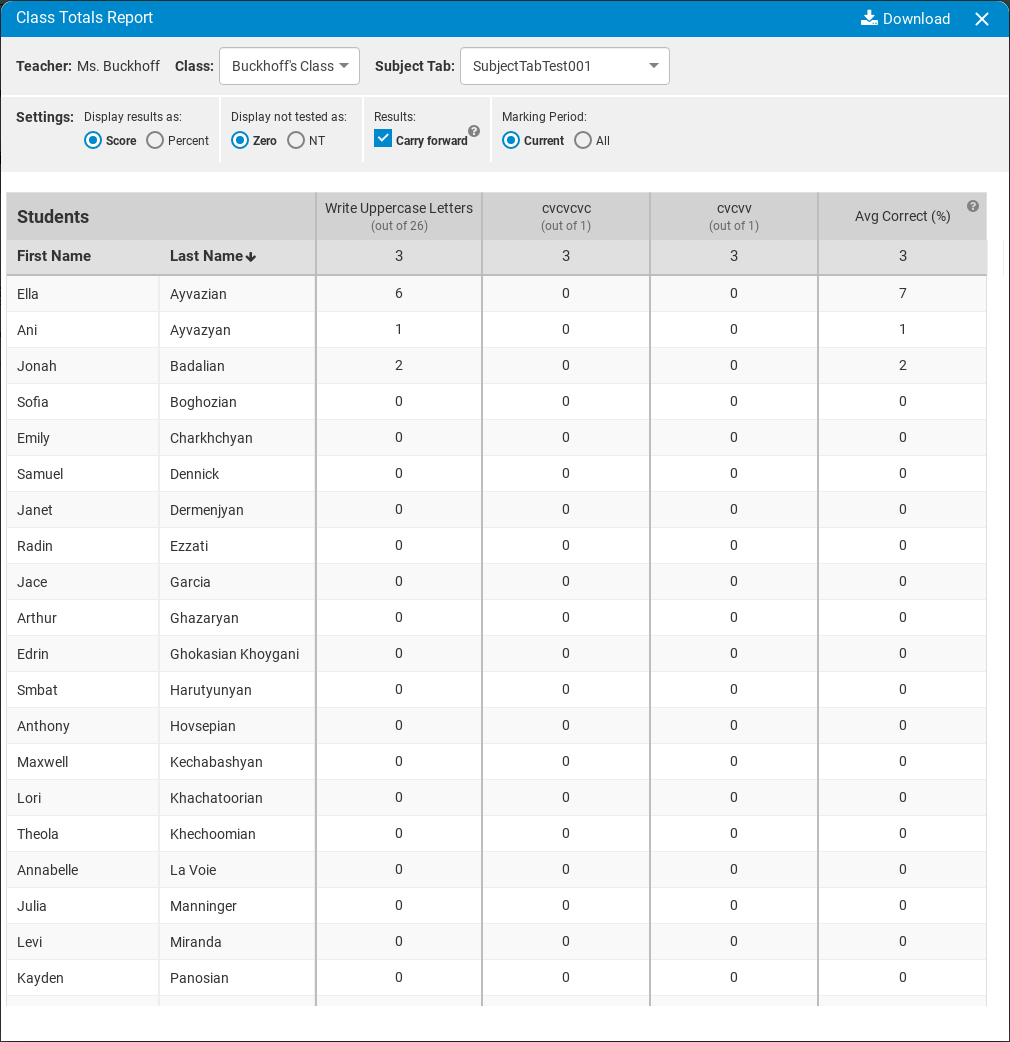 Class Totals Report Download
Teacher: Ms. Buckhoff Class: Buckhoff's Class Subject Tab: SubjectTabTest001
Settings: Display results as: Display not tested as: Results: Marking Period:
Score Percent Zero NT Carry forward ? Current All
Students Write Uppercase Letters (out of 26) cvcvcvc (out of 1) cvcvv (out of 1) Avg Correct (%) ?
First Name Last Name 3 3 3 3
Ella Ayvazian 6 0 0 7
Ani Ayvazyan 1 0 0 1
Jonah Badalian 2 0 0 2
Sofia Boghozian 0 0 0 0
Emily Charkhchyan 0 0 0 0
Samuel Dennick 0 0 0 0
Janet Dermenjyan 0 0 0 0
Radin Ezzati 0 0 0 0
Jace Garcia 0 0 0 0
Arthur Ghazaryan 0 0 0 0
Edrin Ghokasian Khoygani 0 0 0 0
Smbat Harutyunyan 0 0 0 0
Anthony Hovsepian 0 0 0 0
Maxwell Kechabashyan 0 0 0 0
Lori Khachatoorian 0 0 0 0
Theola Khechoomian 0 0 0 0
Annabelle La Voie 0 0 0 0
Julia Manninger 0 0 0 0
Levi Miranda 0 0 0 0
Kayden Panosian 0 0 0 0